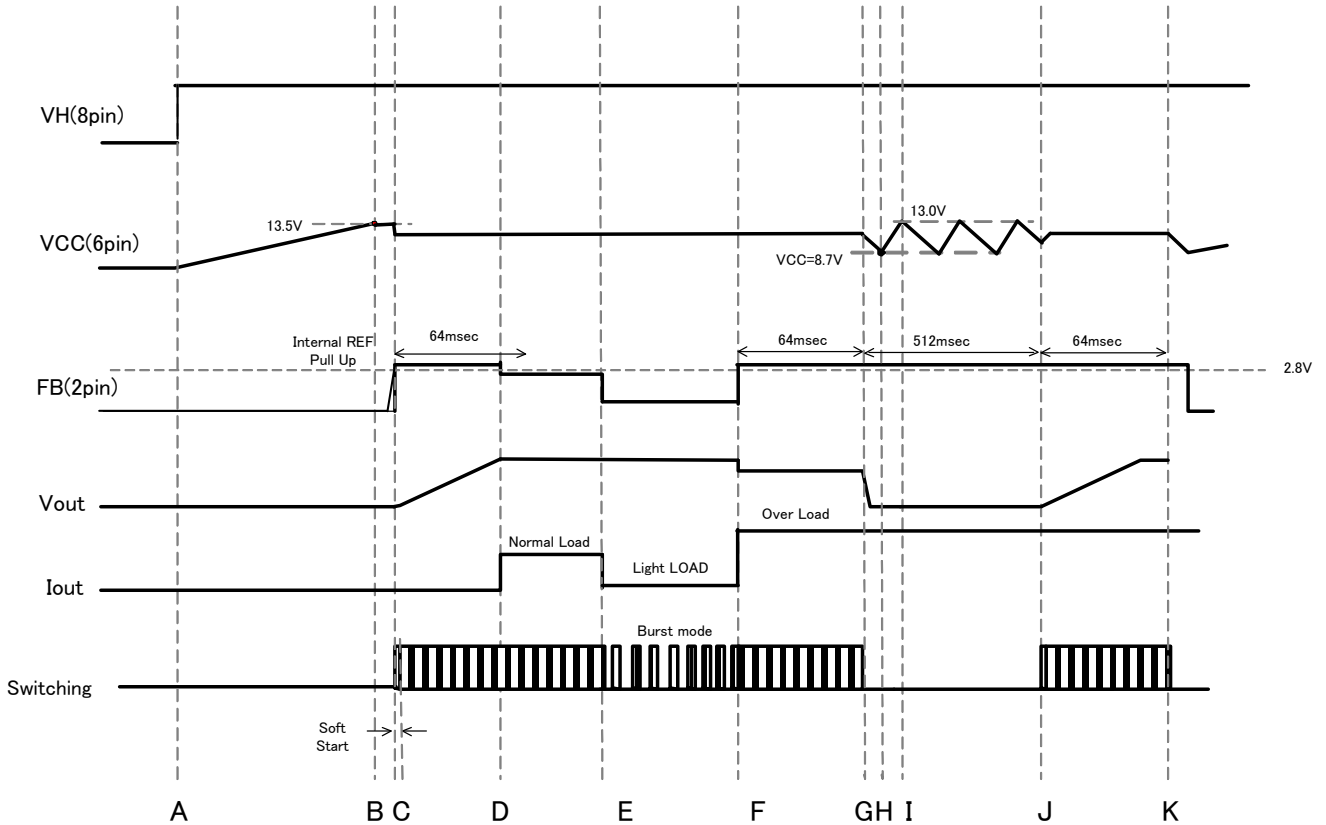 VH(8pin)
13.5V
13.0V
VCC(6pin)
VCC=8.7V
Internal REF
Pull Up
64msec
64msec
512msec
64msec
2.8V
FB(2pin)
Vout
Over Load
Normal Load
Light LOAD
Iout
Burst mode
Switching
Soft
Start
A B C D E F G H I J K